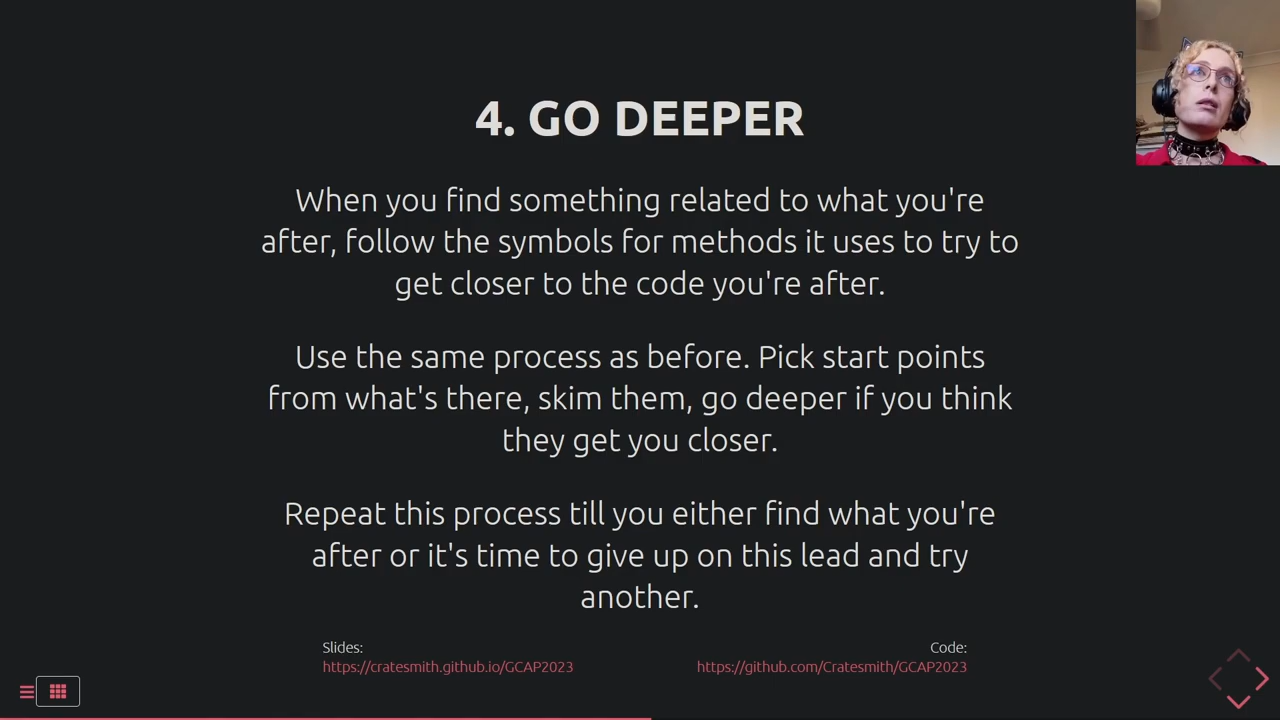 4. GO DEEPER
When you find something related to what you're
after, follow the symbols for methods it uses to try to
get closer to the code you're after.
Use the same process as before. Pick start points
from what's there, skim them, go deeper if you think
they get you closer.
Repeat this process till you either find what you're
after or it's time to give up on this lead and try
another.
Slides:
https://cratesmith.github.io/GCAP2023
Code:
https://github.com/Cratesmith/GCAP2023